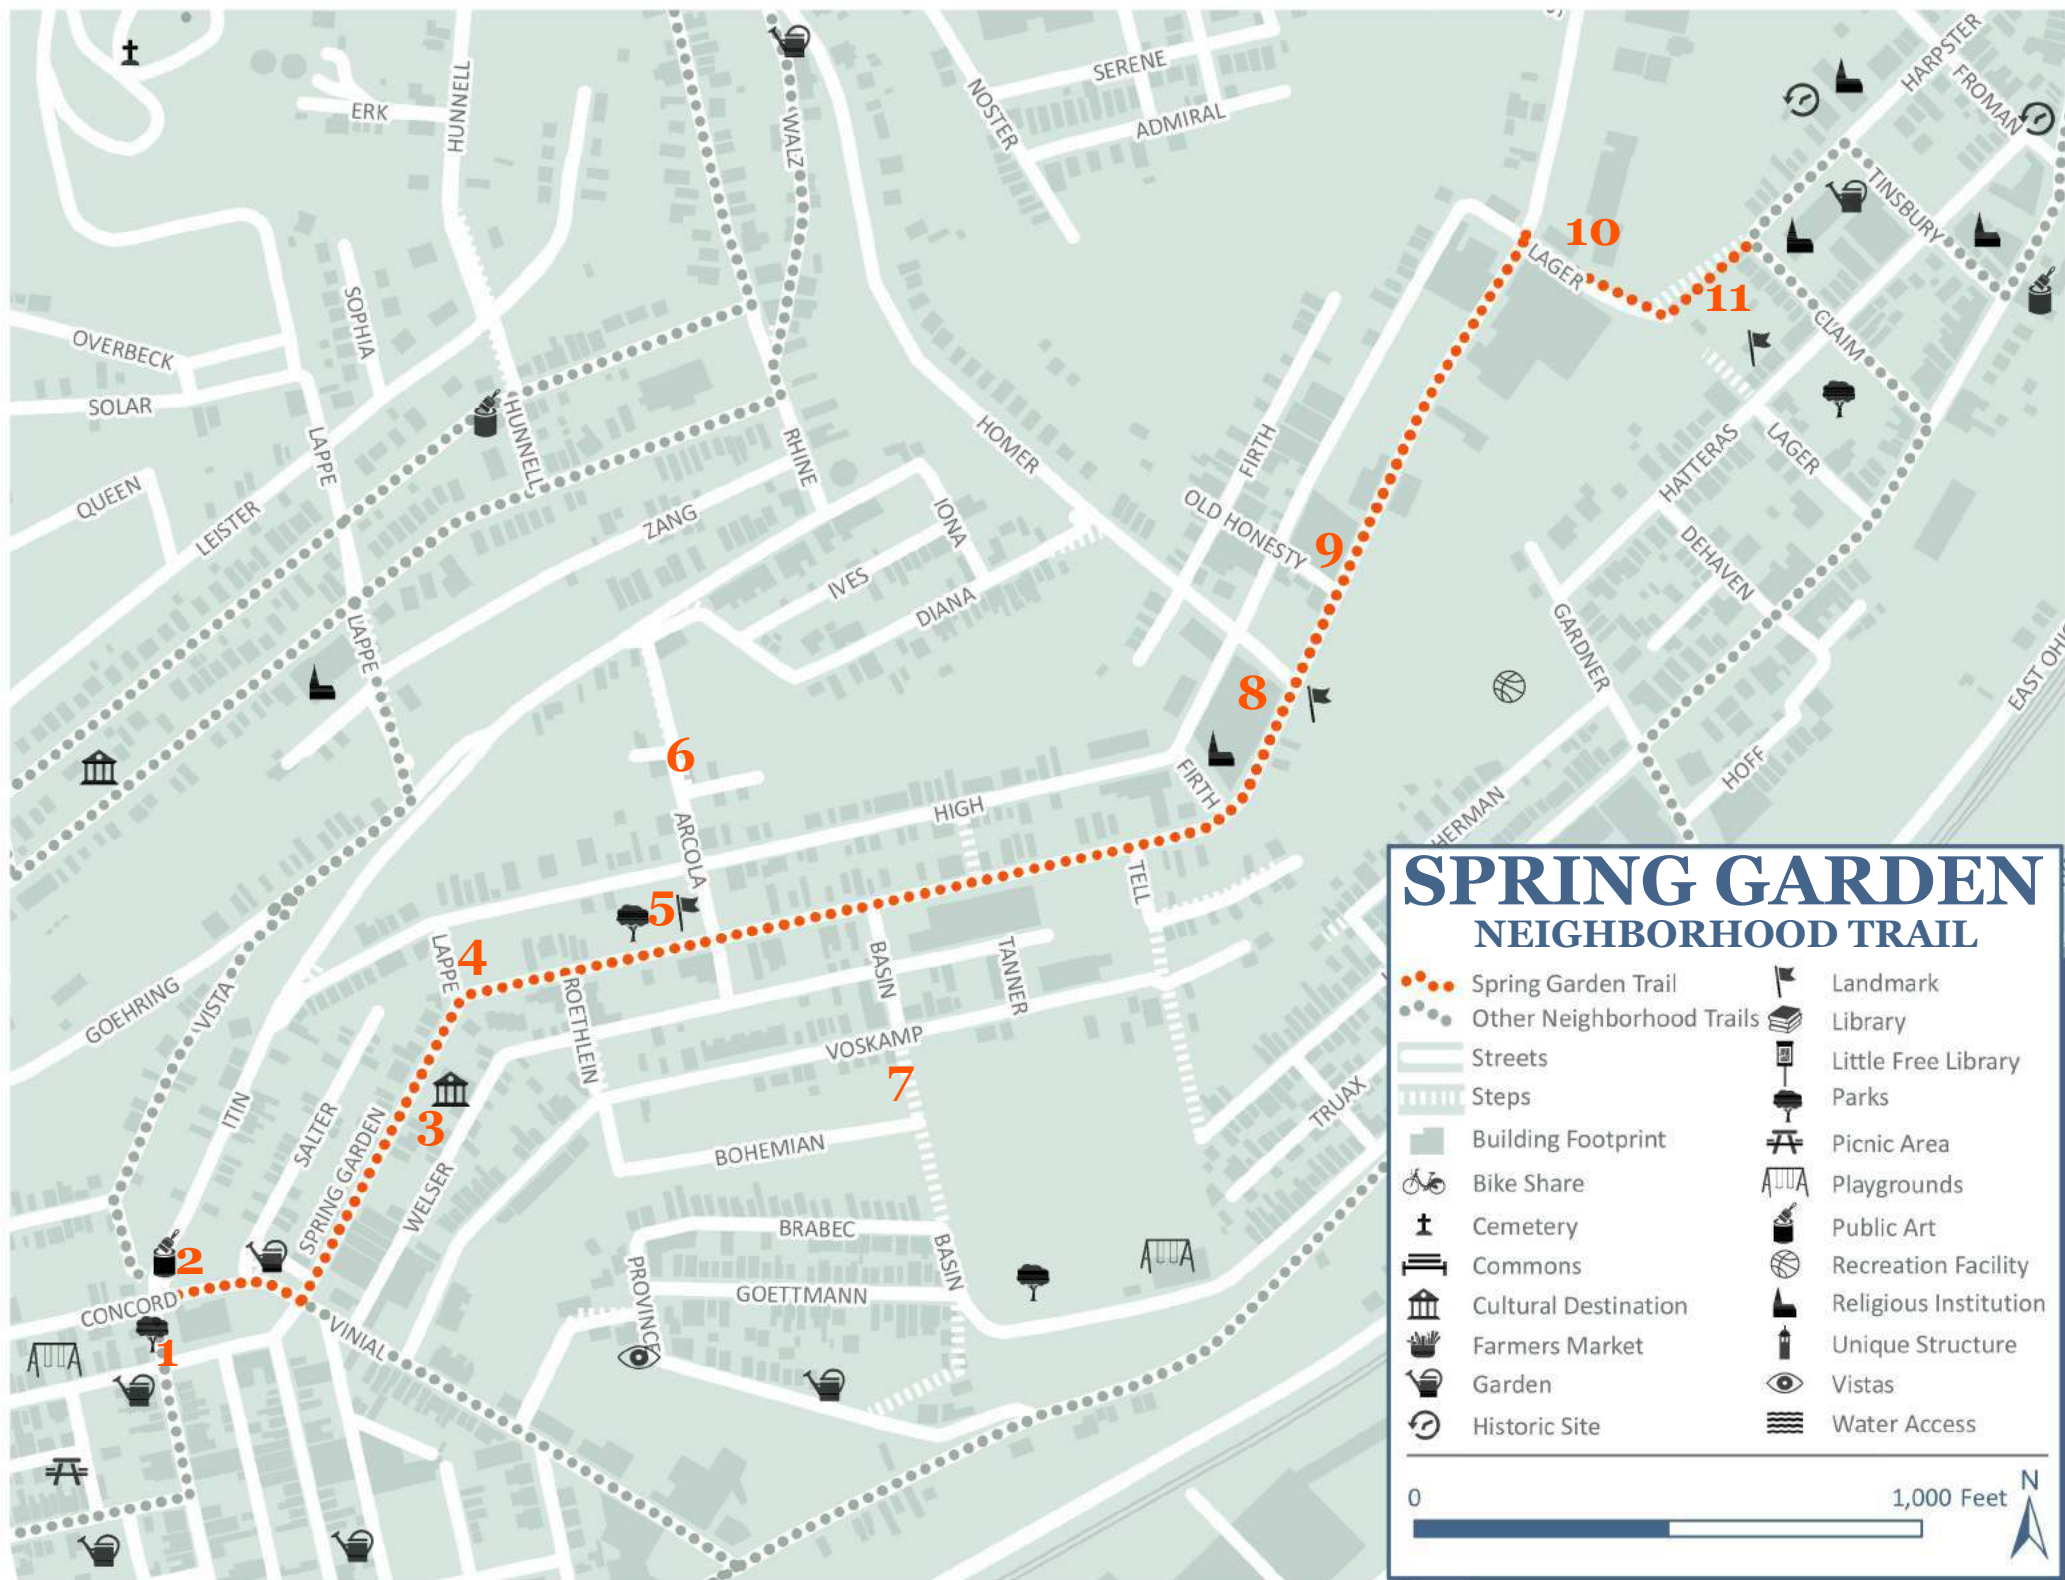 HARPSTER
FROMAN
SERENE
NOSTER
ADMIRAL
HUNNELL
ERK
WALZ
TINSBURY
10
LAGER
11
CLAIM
SOPHIA
OVERBECK
SOLAR
HUNNELL
LAPPE
RHINE
HOMER
FIRTH
HATTERAS
LAGER
QUEEN
LEISTER
ZANG
IONA
OLD HONESTY
9
DEHAVEN
IVES
DIANA
LAPPE
GARDNER
EAST OHIO
8
6
FIRTH
HOFF
HIGH
HERMAN
ARCOLA
TELL
5
LAPPE
4
BASIN
TANNER
GOEHRING
VISTA
ROETHLEIN
VOSKAMP
7
ITIN
SALTER
SPRING GARDEN
3
WELSER
BOHEMIAN
TRUAX
BRABEC
BASIN
2
CONCORD
PROVINCE
GOETTMANN
VINIAL
1
SPRING GARDEN
NEIGHBORHOOD TRAIL
Spring Garden Trail
Other Neighborhood Trails
Streets
Steps
Building Footprint
Bike Share
Cemetery
Commons
Cultural Destination
Farmers Market
Garden
Historic Site
Landmark
Library
Little Free Library
Parks
Picnic Area
Playgrounds
Public Art
Recreation Facility
Religious Institution
Unique Structure
Vistas
Water Access
0
1,000 Feet
N